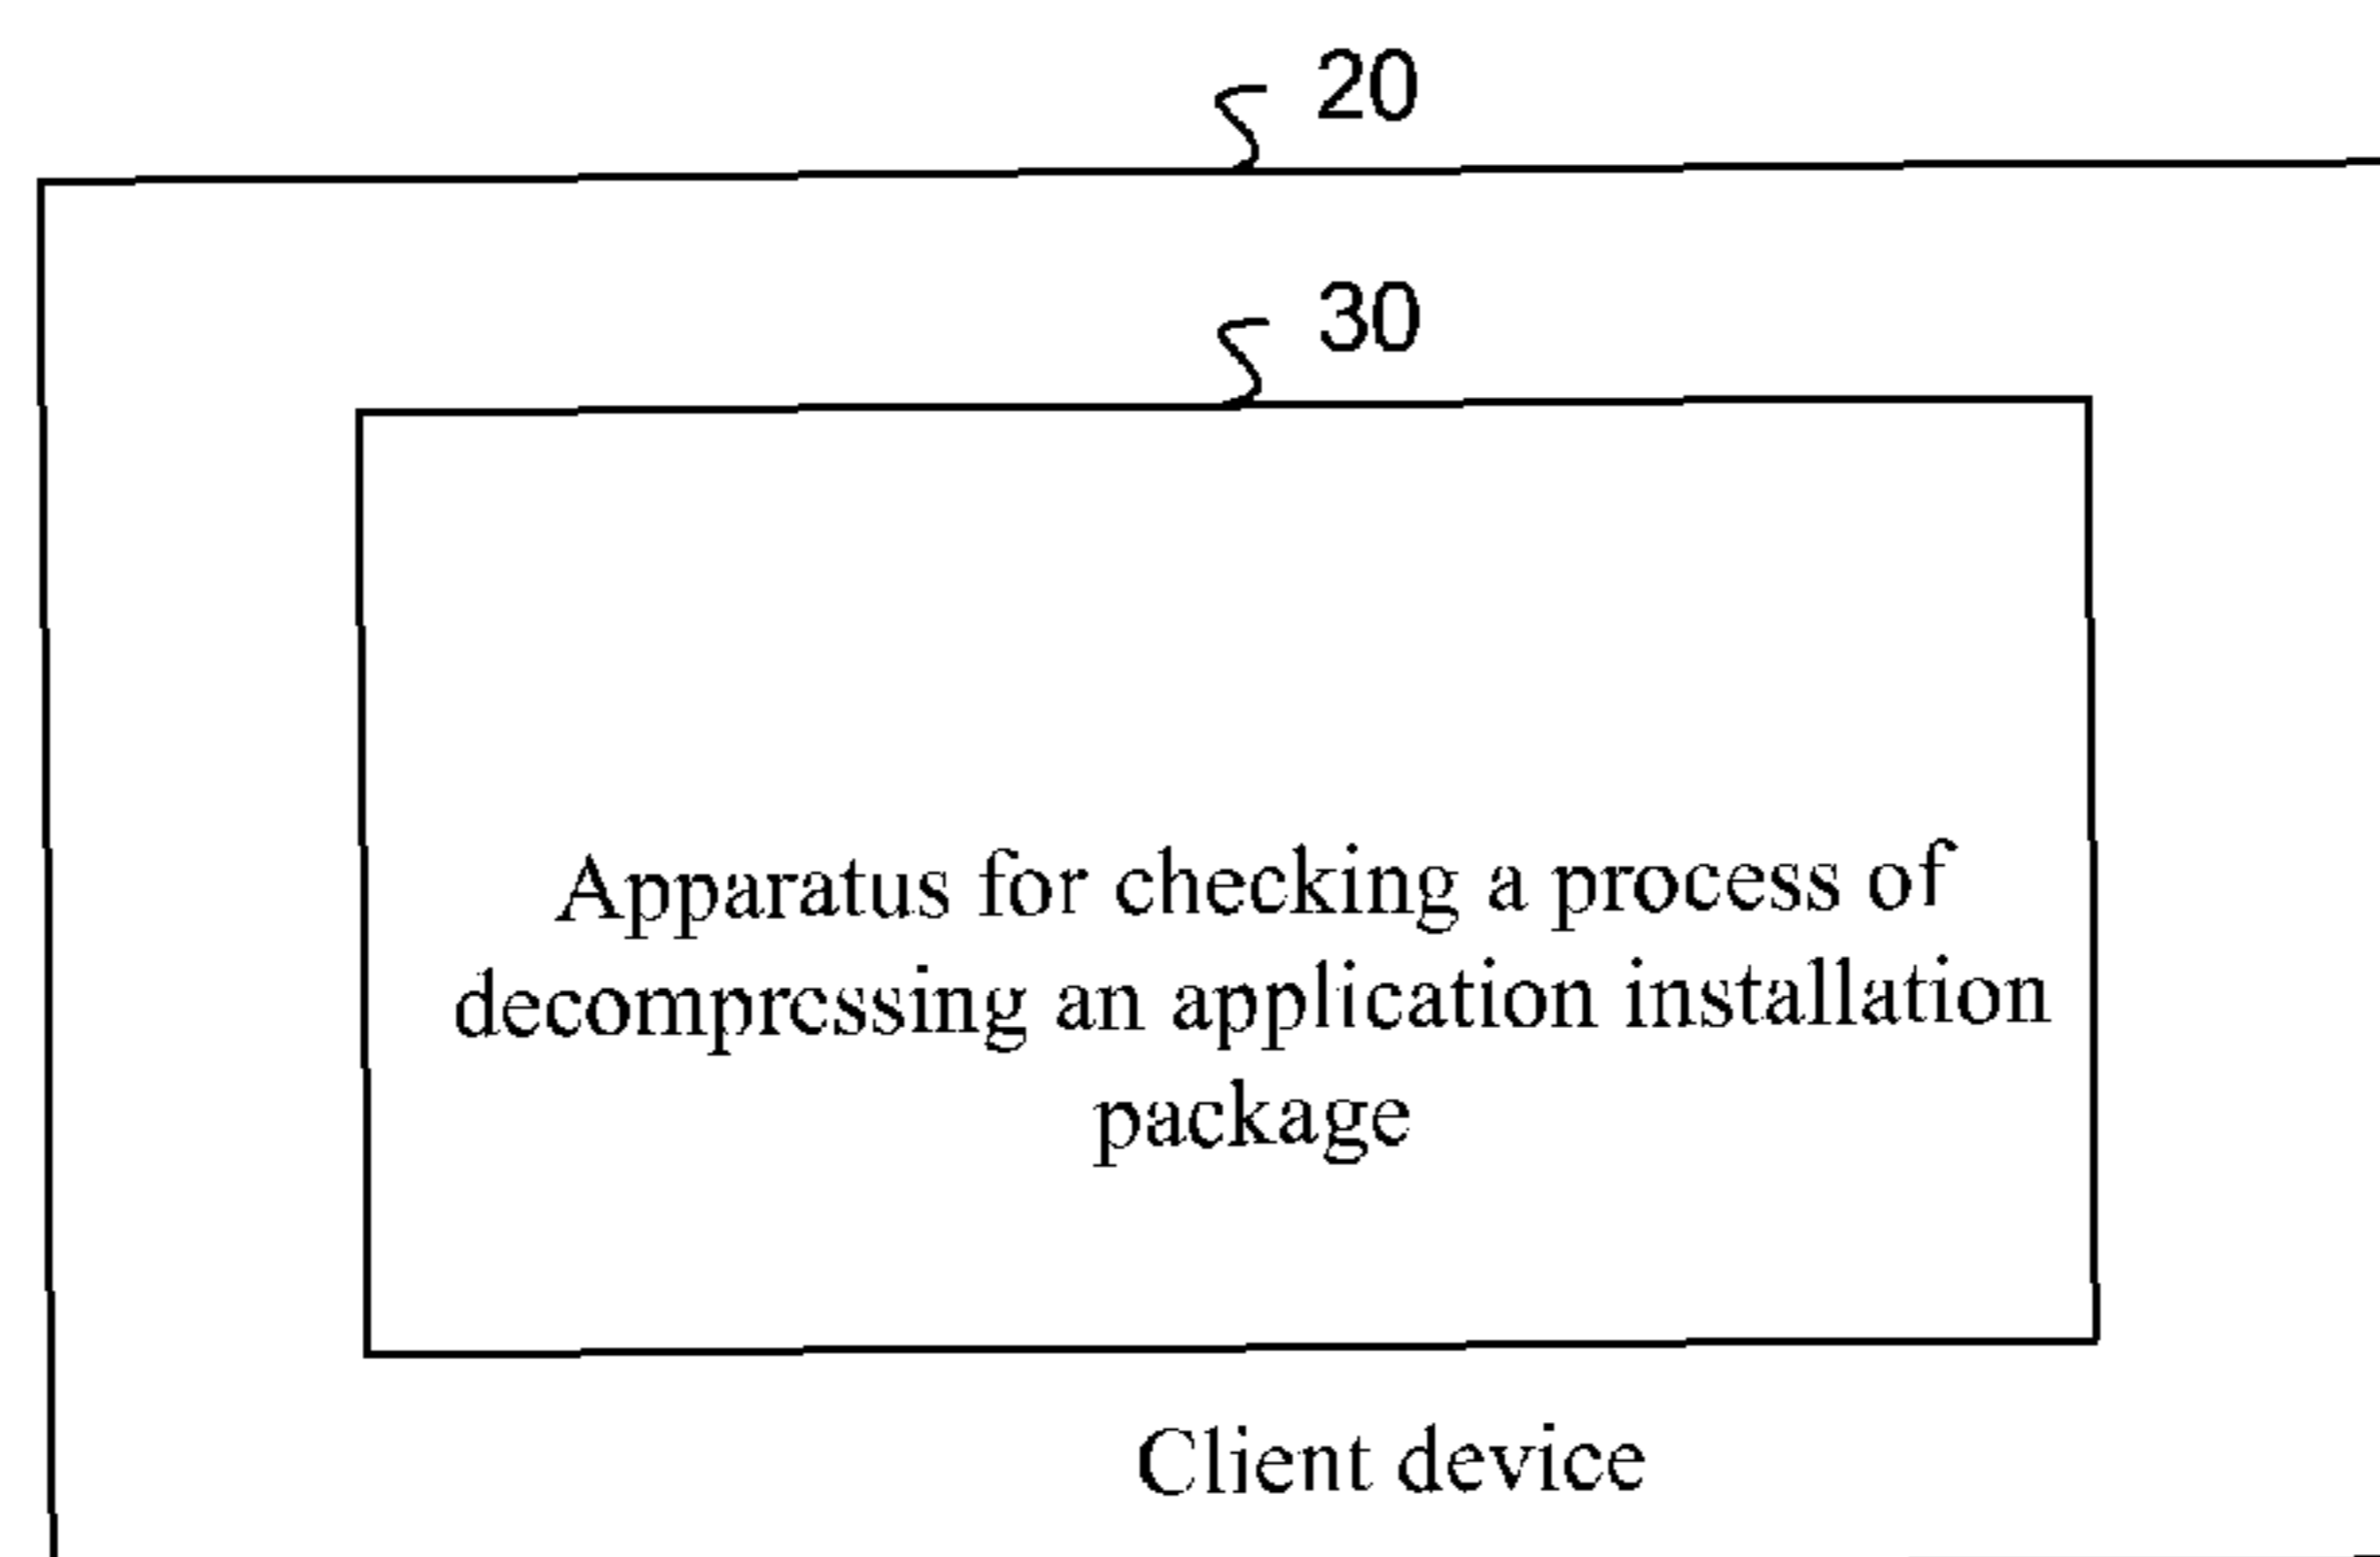 20
30
Apparatus for checking a process of
decompressing an application installation
package
Client device